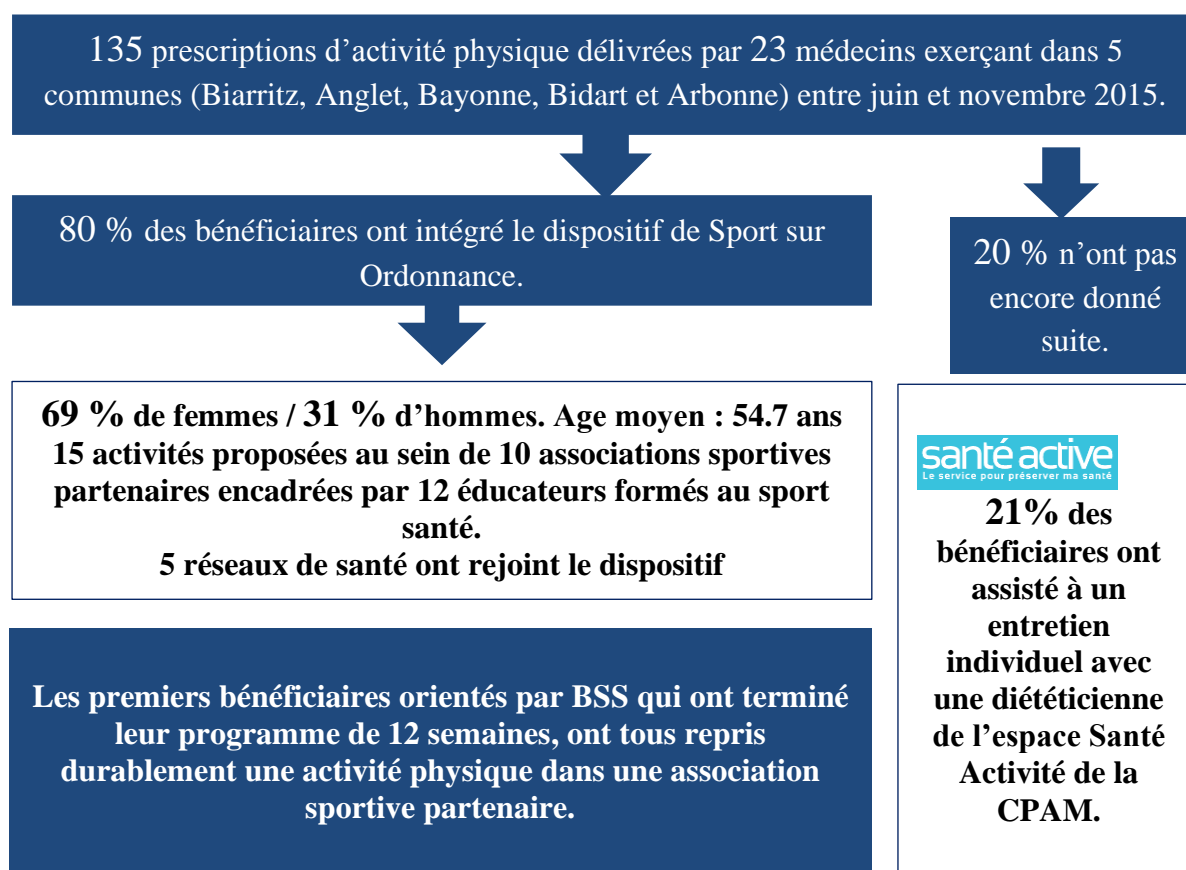 135 prescriptions d’activité physique délivrées par 23 médecins exerçant dans 5
communes (Biarritz, Anglet, Bayonne, Bidart et Arbonne) entre juin et novembre 2015.
80 % des bénéficiaires ont intégré le dispositif de Sport sur
Ordonnance.
20 % n’ont pas
encore donné
suite.
69 % de femmes / 31 % d’hommes. Age moyen : 54.7 ans
15 activités proposées au sein de 10 associations sportives
partenaires encadrées par 12 éducateurs formés au sport
santé.
5 réseaux de santé ont rejoint le dispositif
santé active
Le service pour préserver ma santé
21% des
bénéficiaires ont
assisté à un
entretien
individuel avec
une diététicienne
de l’espace Santé
Activité de la
CPAM.
Les premiers bénéficiaires orientés par BSS qui ont terminé
leur programme de 12 semaines, ont tous repris
durablement une activité physique dans une association
sportive partenaire.